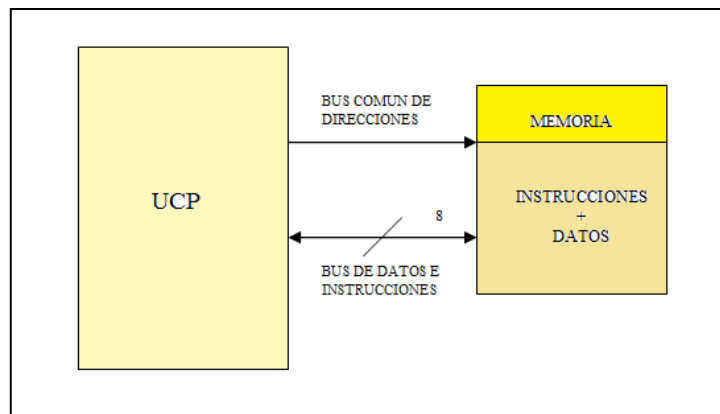 UCP
BUS COMUN DE
DIRECCIONES
8
BUS DE DATOS E
INSTRUCCIONES
MEMORIA
INSTRUCCIONES
+
DATOS